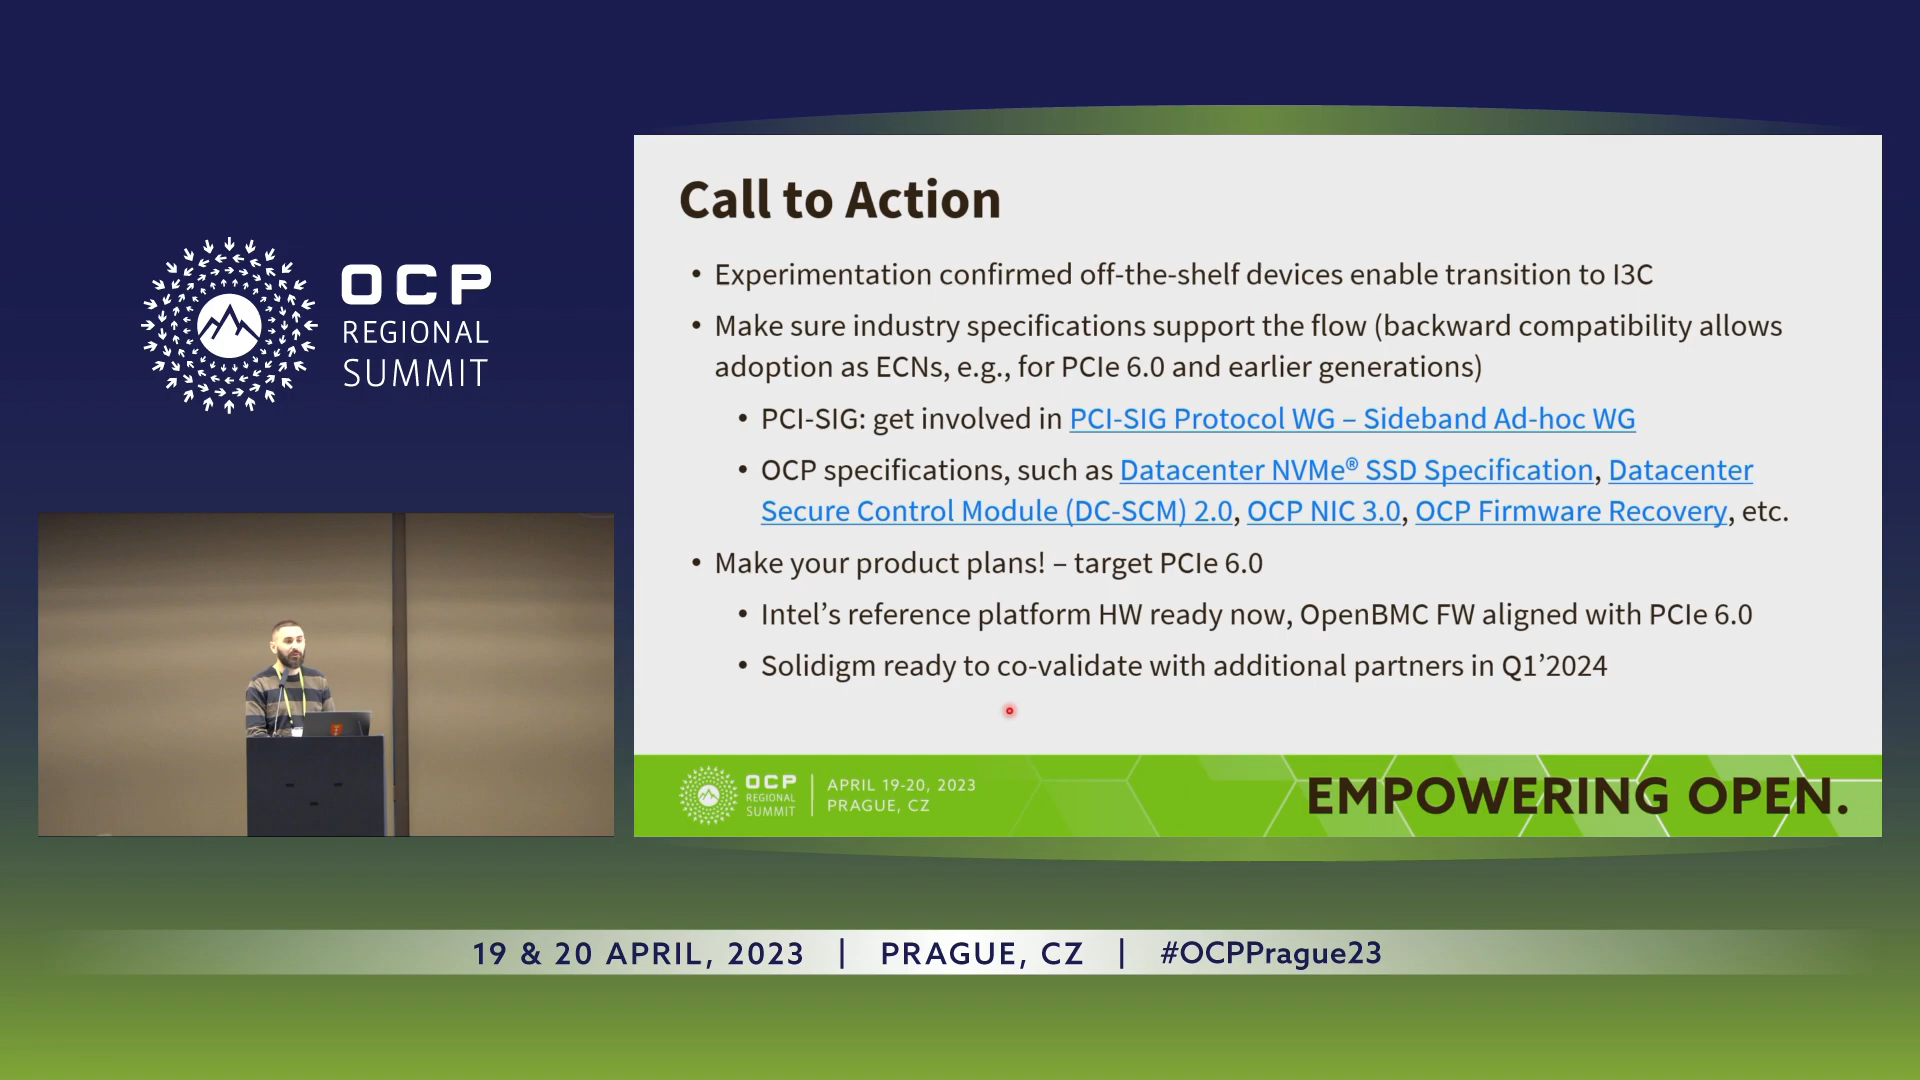 OCP
REGIONAL
SUMMIT
Call to Action
• Experimentation confirmed off-the-shelf devices enable transition to I3C
• Make sure industry specifications support the flow (backward compatibility allows
adoption as ECNs, e.g., for PCIe 6.0 and earlier generations)
• PCI-SIG: get involved in PCI-SIG Protocol WG – Sideband Ad-hoc WG
• OCP specifications, such as Datacenter NVMe® SSD Specification, Datacenter
Secure Control Module (DC-SCM) 2.0, OCP NIC 3.0, OCP Firmware Recovery, etc.
• Make your product plans! – target PCIe 6.0
• Intel’s reference platform HW ready now, OpenBMC FW aligned with PCIe 6.0
• Solidigm ready to co-validate with additional partners in Q1’2024
OCP
REGIONAL
SUMMIT
APRIL 19-20, 2023
PRAGUE, CZ
EMPOWERING OPEN.
19 & 20 APRIL, 2023 | PRAGUE, CZ | #OCPPrague23